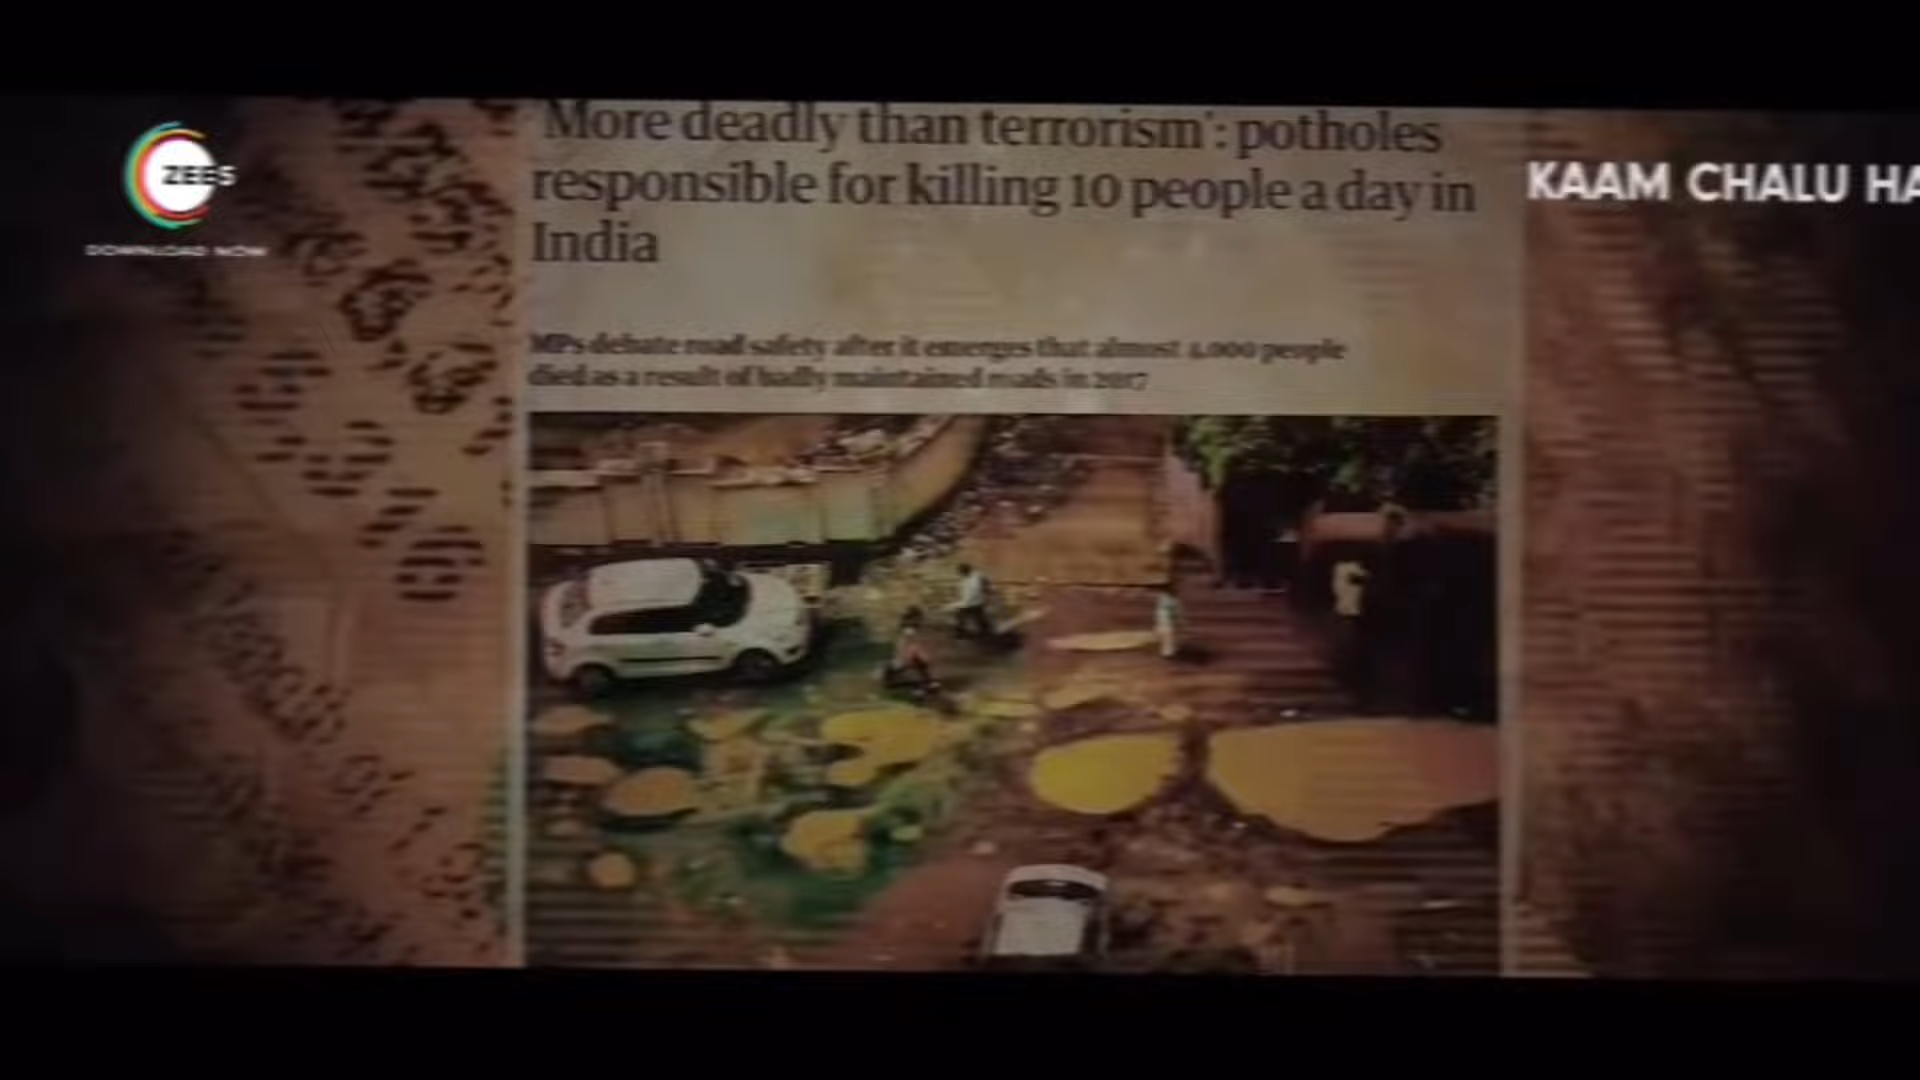 ZEE5
DOWNLOAD NOW
KAAM CHALU HA
'More deadly than terrorism': potholes
responsible for killing 10 people a day in
India
MPs debate road safety after it emerges that almost 4,000 people
died as a result of badly maintained roads in 2017